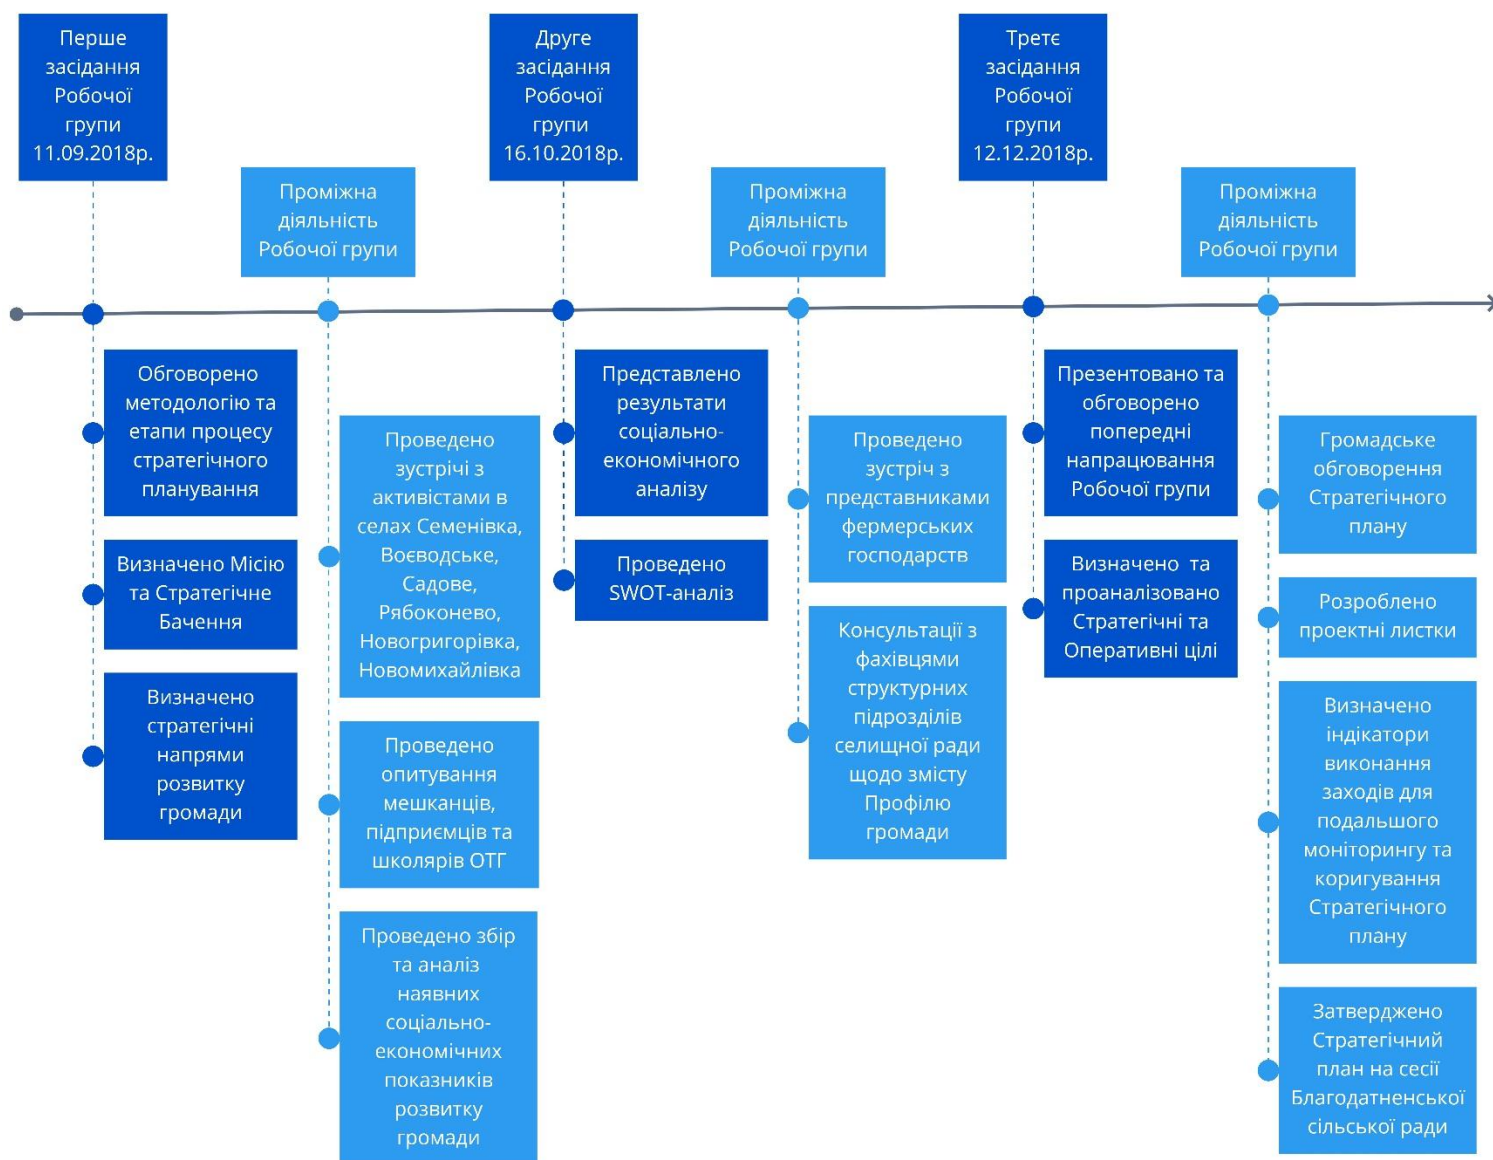 Перше
засідання
Робочої
групи
11.09.2018р.
Проміжна
діяльність
Робочої групи
Друге
засідання
Робочої
групи
16.10.2018р.
Проміжна
діяльність
Робочої групи
Третє
засідання
Робочої
групи
12.12.2018р.
Проміжна
діяльність
Робочої групи
Обговорено
методологію та
етапи процесу
стратегічного
планування
Визначено Місію
та Стратегічне
Бачення
Визначено
стратегічні
напрями
розвитку
громади
Проведено
зустрічі з
активістами в
селах Семенівка,
Воєводське,
Садове,
Рябоконево,
Новогригорівка,
Новомихайлівка
Проведено
опитування
мешканців,
підприємців та
школярів ОТГ
Проведено збір
та аналіз
наявних
соціально-
економічних
показників
розвитку
громади
Представлено
результати
соціально-
економічного
аналізу
Проведено
SWOT-аналіз
Проведено
зустріч з
представниками
фермерських
господарств
Консультації з
фахівцями
структурних
підрозділів
селищної ради
щодо змісту
Профілю
громади
Презентовано та
обговорено
попередні
напрацювання
Робочої групи
Визначено та
проаналізовано
Стратегічні та
Оперативні цілі
Громадське
обговорення
Стратегічного
плану
Розроблено
проектні листки
Визначено
індікатори
виконання
заходів для
подальшого
моніторингу та
коригування
Стратегічного
плану
Затверджено
Стратегічний
план на сесії
Благодатненської
сільської ради